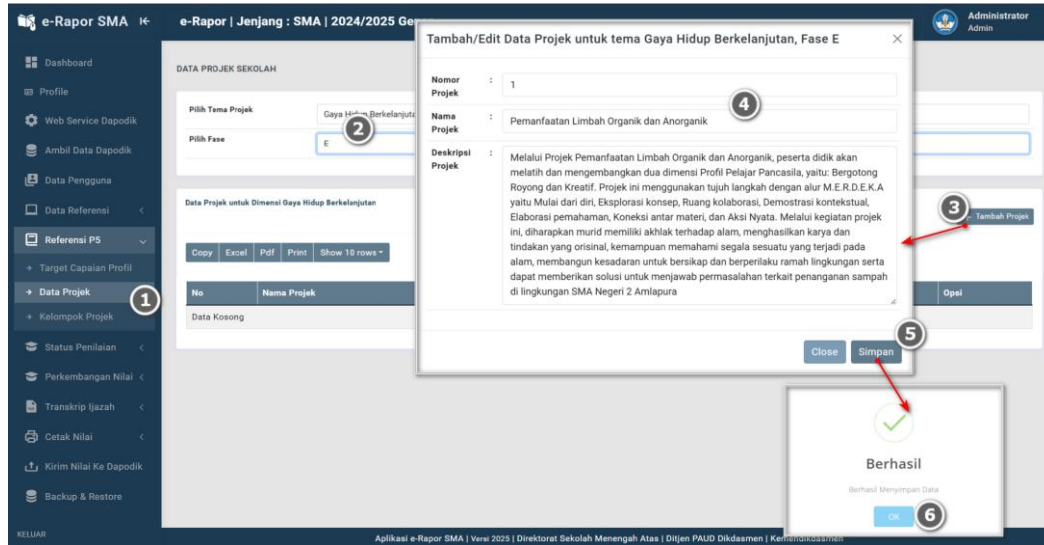 e-Rapor SMA
e-Rapor | Jenjang : SMA | 2024/2025
Administrator
Admin
Dashboard
Profile
Web Service Dapodik
Ambil Data Dapodik
Data Pengguna
Data Referensi
Referensi P5
Target Capaian Profil
Data Projek
1
Kelompok Projek
Status Penilaian
Perkembangan Nilai
Transkrip Ijazah
Cetak Nilai
Kirim Nilai Ke Dapodik
Backup & Restore
KELUAR
DATA PROJEK SEKOLAH
Pilih Tema Projek
Gaya Hidup Berkelanjuta
2
Pilih Fase
E
Data Projek untuk Dimensi Gaya Hidup Berkelanjutan
3
Tambah Projek
Copy Excel Pdf Print Show 10 rows
No Nama Projek Opsi
Data Kosong
Tambah/Edit Data Projek untuk tema Gaya Hidup Berkelanjutan, Fase E
Nomor
Projek
: 1
4
Nama
Projek
: Pemanfaatan Limbah Organik dan Anorganik
Deskripsi
Projek
: Melalui Projek Pemanfaatan Limbah Organik dan Anorganik, peserta didik akan
melatih dan mengembangkan dua dimensi Profil Pelajar Pancasila, yaitu: Bergotong
Royong dan Kreatif. Projek ini menggunakan tujuh langkah dengan alur M.E.R.D.E.K.A
yaitu Mulai dari diri, Eksplorasi konsep, Ruang kolaborasi, Demostrasi kontekstual,
Elaborasi pemahaman, Koneksi antar materi, dan Aksi Nyata. Melalui kegiatan projek
ini, diharapkan murid memiliki akhlak terhadap alam, menghasilkan karya dan
tindakan yang orisinal, kemampuan memahami segala sesuatu yang terjadi pada
alam, membangun kesadaran untuk bersikap dan berperilaku ramah lingkungan serta
dapat memberikan solusi untuk menjawab permasalahan terkait penanganan sampah
di lingkungan SMA Negeri 2 Amlapura
5
Close Simpan
Berhasil
Berhasil Menyimpan Data
OK
6
Aplikasi e-Rapor SMA | Versi 2025 | Direktorat Sekolah Menengah Atas | Ditjen PAUD Dikdasmen | Kemendikdasmen